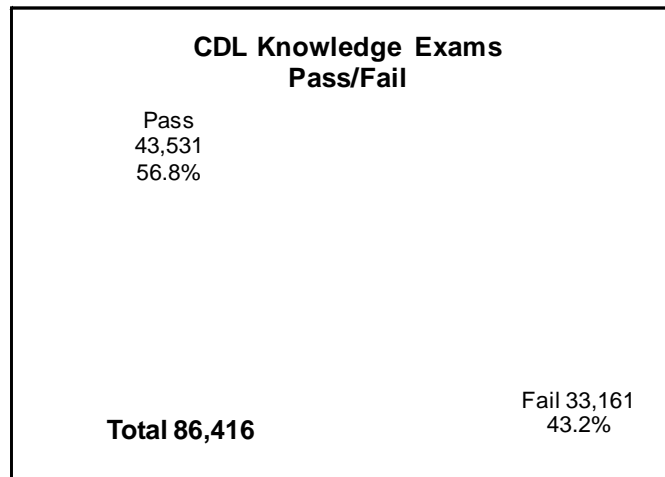 CDL Knowledge Exams
Pass/Fail
Pass
43,531
56.8%
Fail 33,161
43.2%
Total 86,416